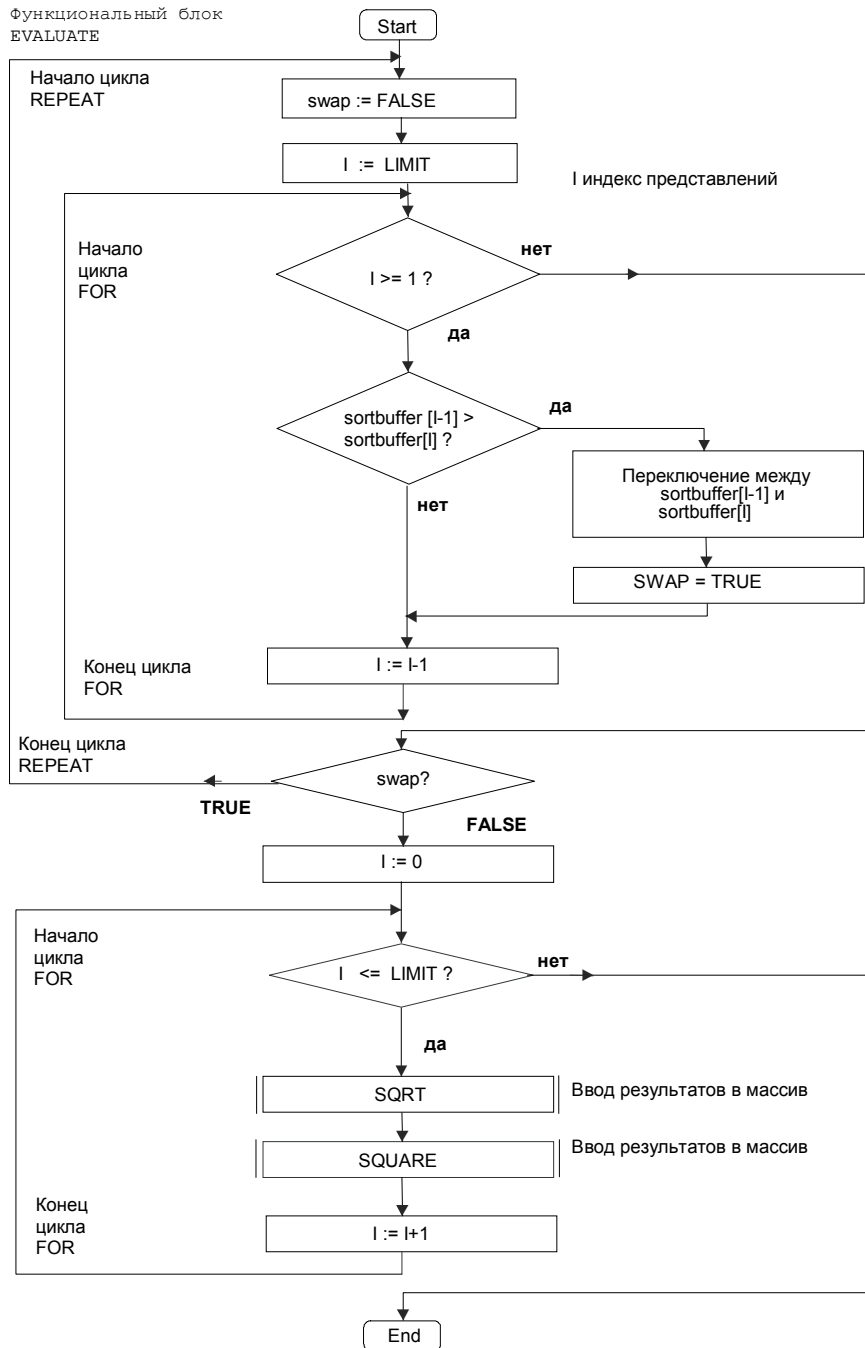 Функциональный блок
EVALUATE
Start
Начало цикла
REPEAT
swap := FALSE
I := LIMIT
I индекс представлений
Начало
цикла
FOR
нет
I >= 1 ?
да
sortbuffer [I-1] >
sortbuffer[I] ?
да
Переключение между
sortbuffer[I-1] и
sortbuffer[I]
нет
SWAP = TRUE
Конец цикла
FOR
I := I-1
Конец цикла
REPEAT
swap?
TRUE
FALSE
I := 0
Начало
цикла
FOR
I <= LIMIT ?
нет
да
SQRT
Ввод результатов в массив
SQUARE
Ввод результатов в массив
Конец
цикла
FOR
I := I+1
End